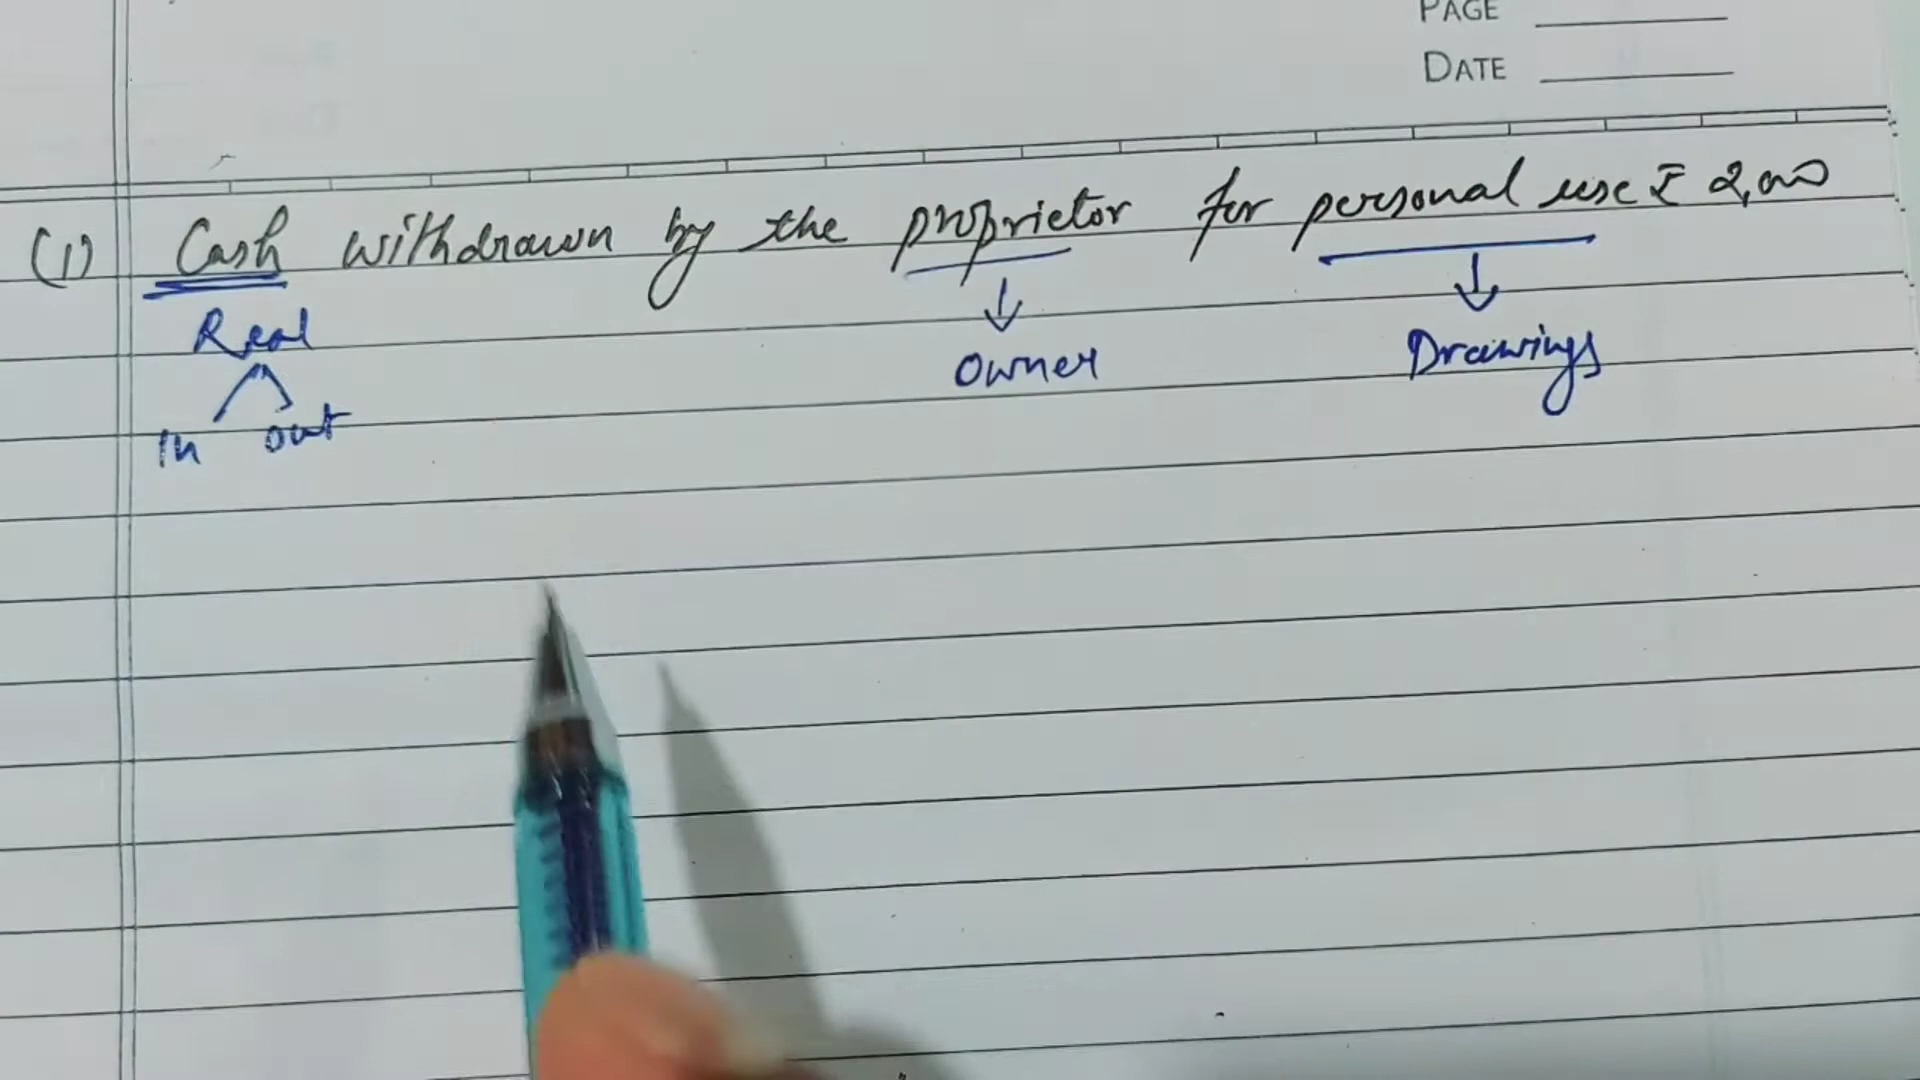 PAGE
DATE
(1) Cash withdrawn by the proprietor for personal use ₹ 2,000
Real
In out
Owner
Drawings